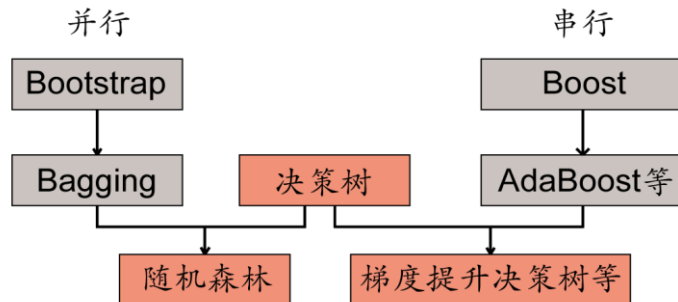 并行
串行
Bootstrap
Boost
Bagging
决策树
AdaBoost等
随机森林
梯度提升决策树等